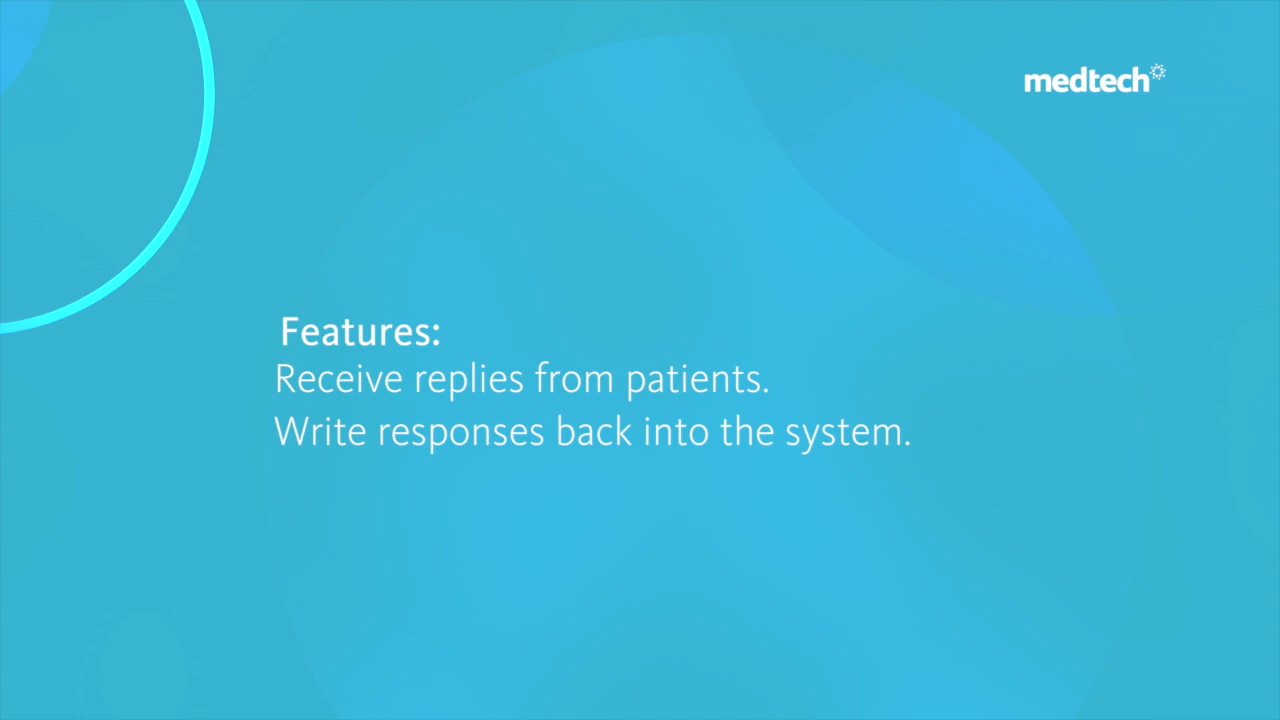 medtech
Features:
Receive replies from patients.
Write responses back into the system.